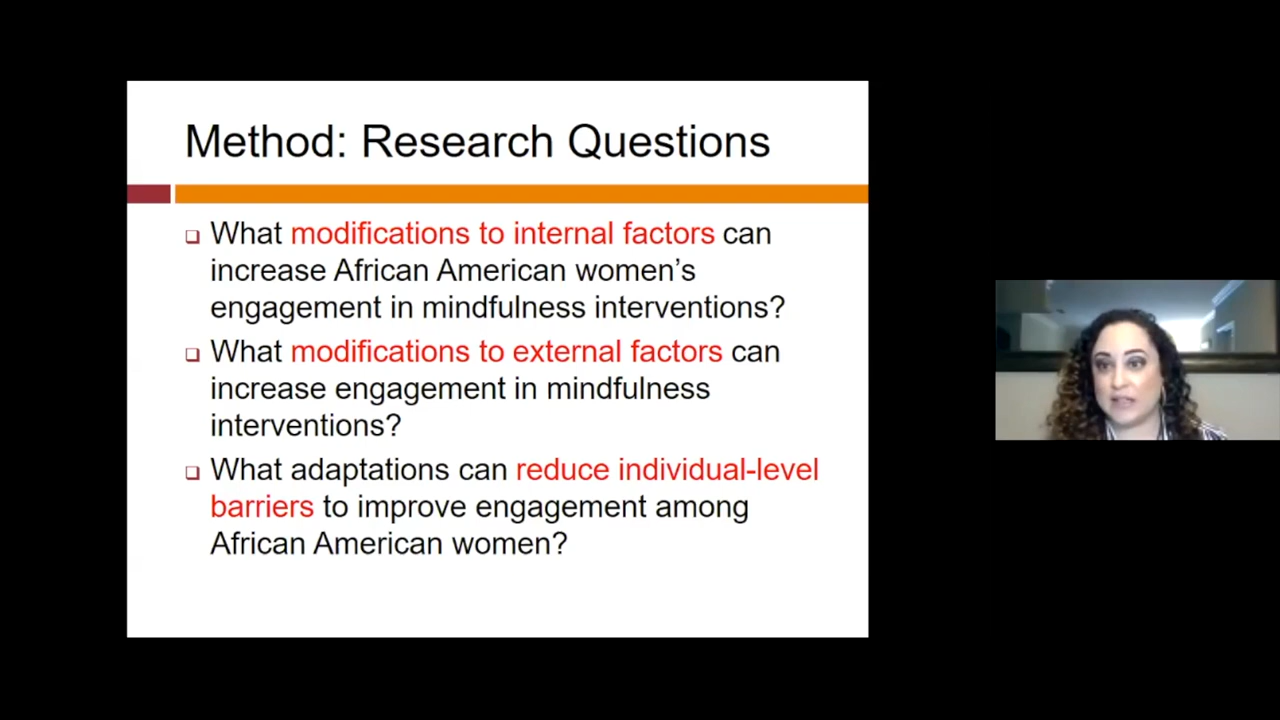 Method: Research Questions
What modifications to internal factors can
increase African American women’s
engagement in mindfulness interventions?
What modifications to external factors can
increase engagement in mindfulness
interventions?
What adaptations can reduce individual-level
barriers to improve engagement among
African American women?